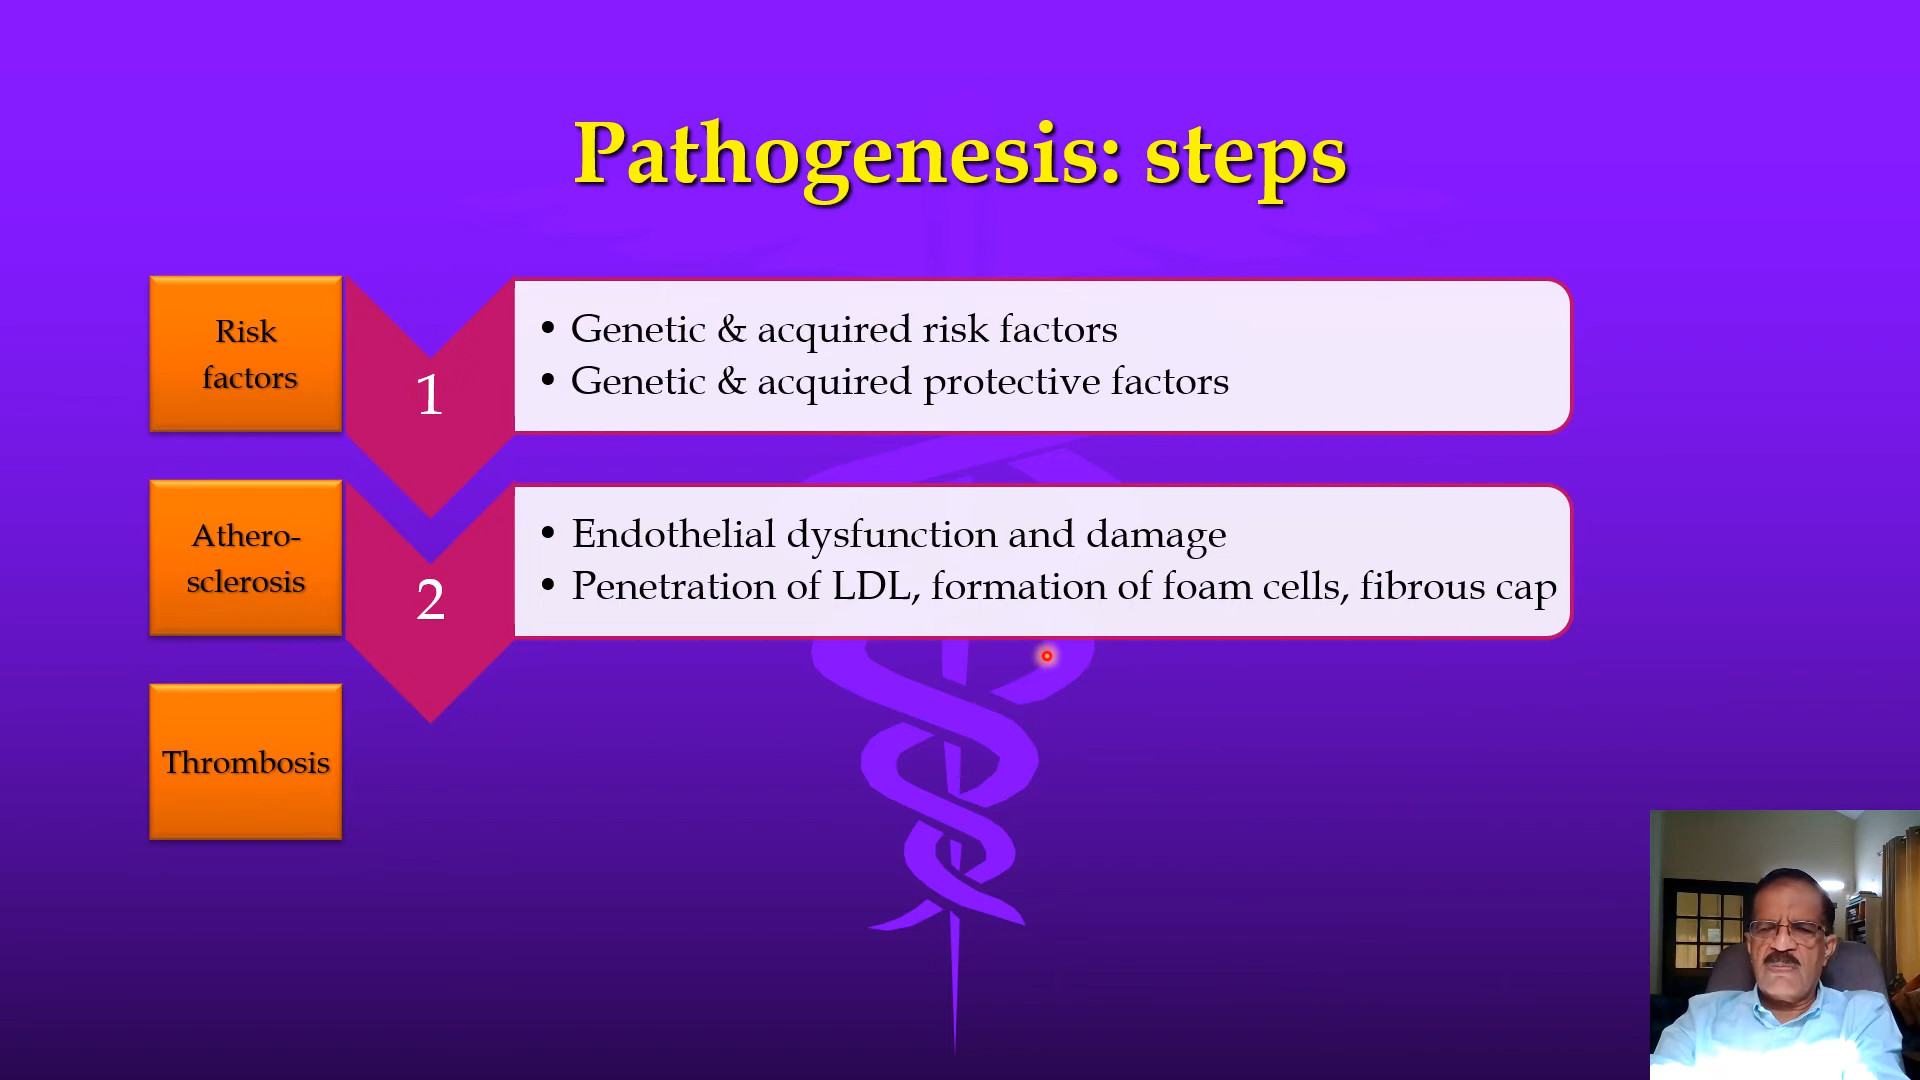 Pathogenesis: steps
Risk
factors
1
• Genetic & acquired risk factors
• Genetic & acquired protective factors
Athero-
sclerosis
2
• Endothelial dysfunction and damage
• Penetration of LDL, formation of foam cells, fibrous cap
Thrombosis